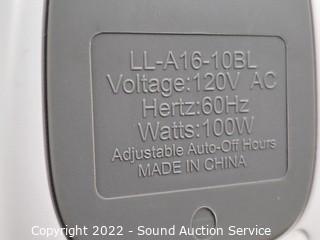 LL-A16-10BL
Voltage:120V AC
Hertz:60Hz
Watts:100W
Adjustable Auto-Off Hours
MADE IN CHINA
Copyright 2022 - Sound Auction Service